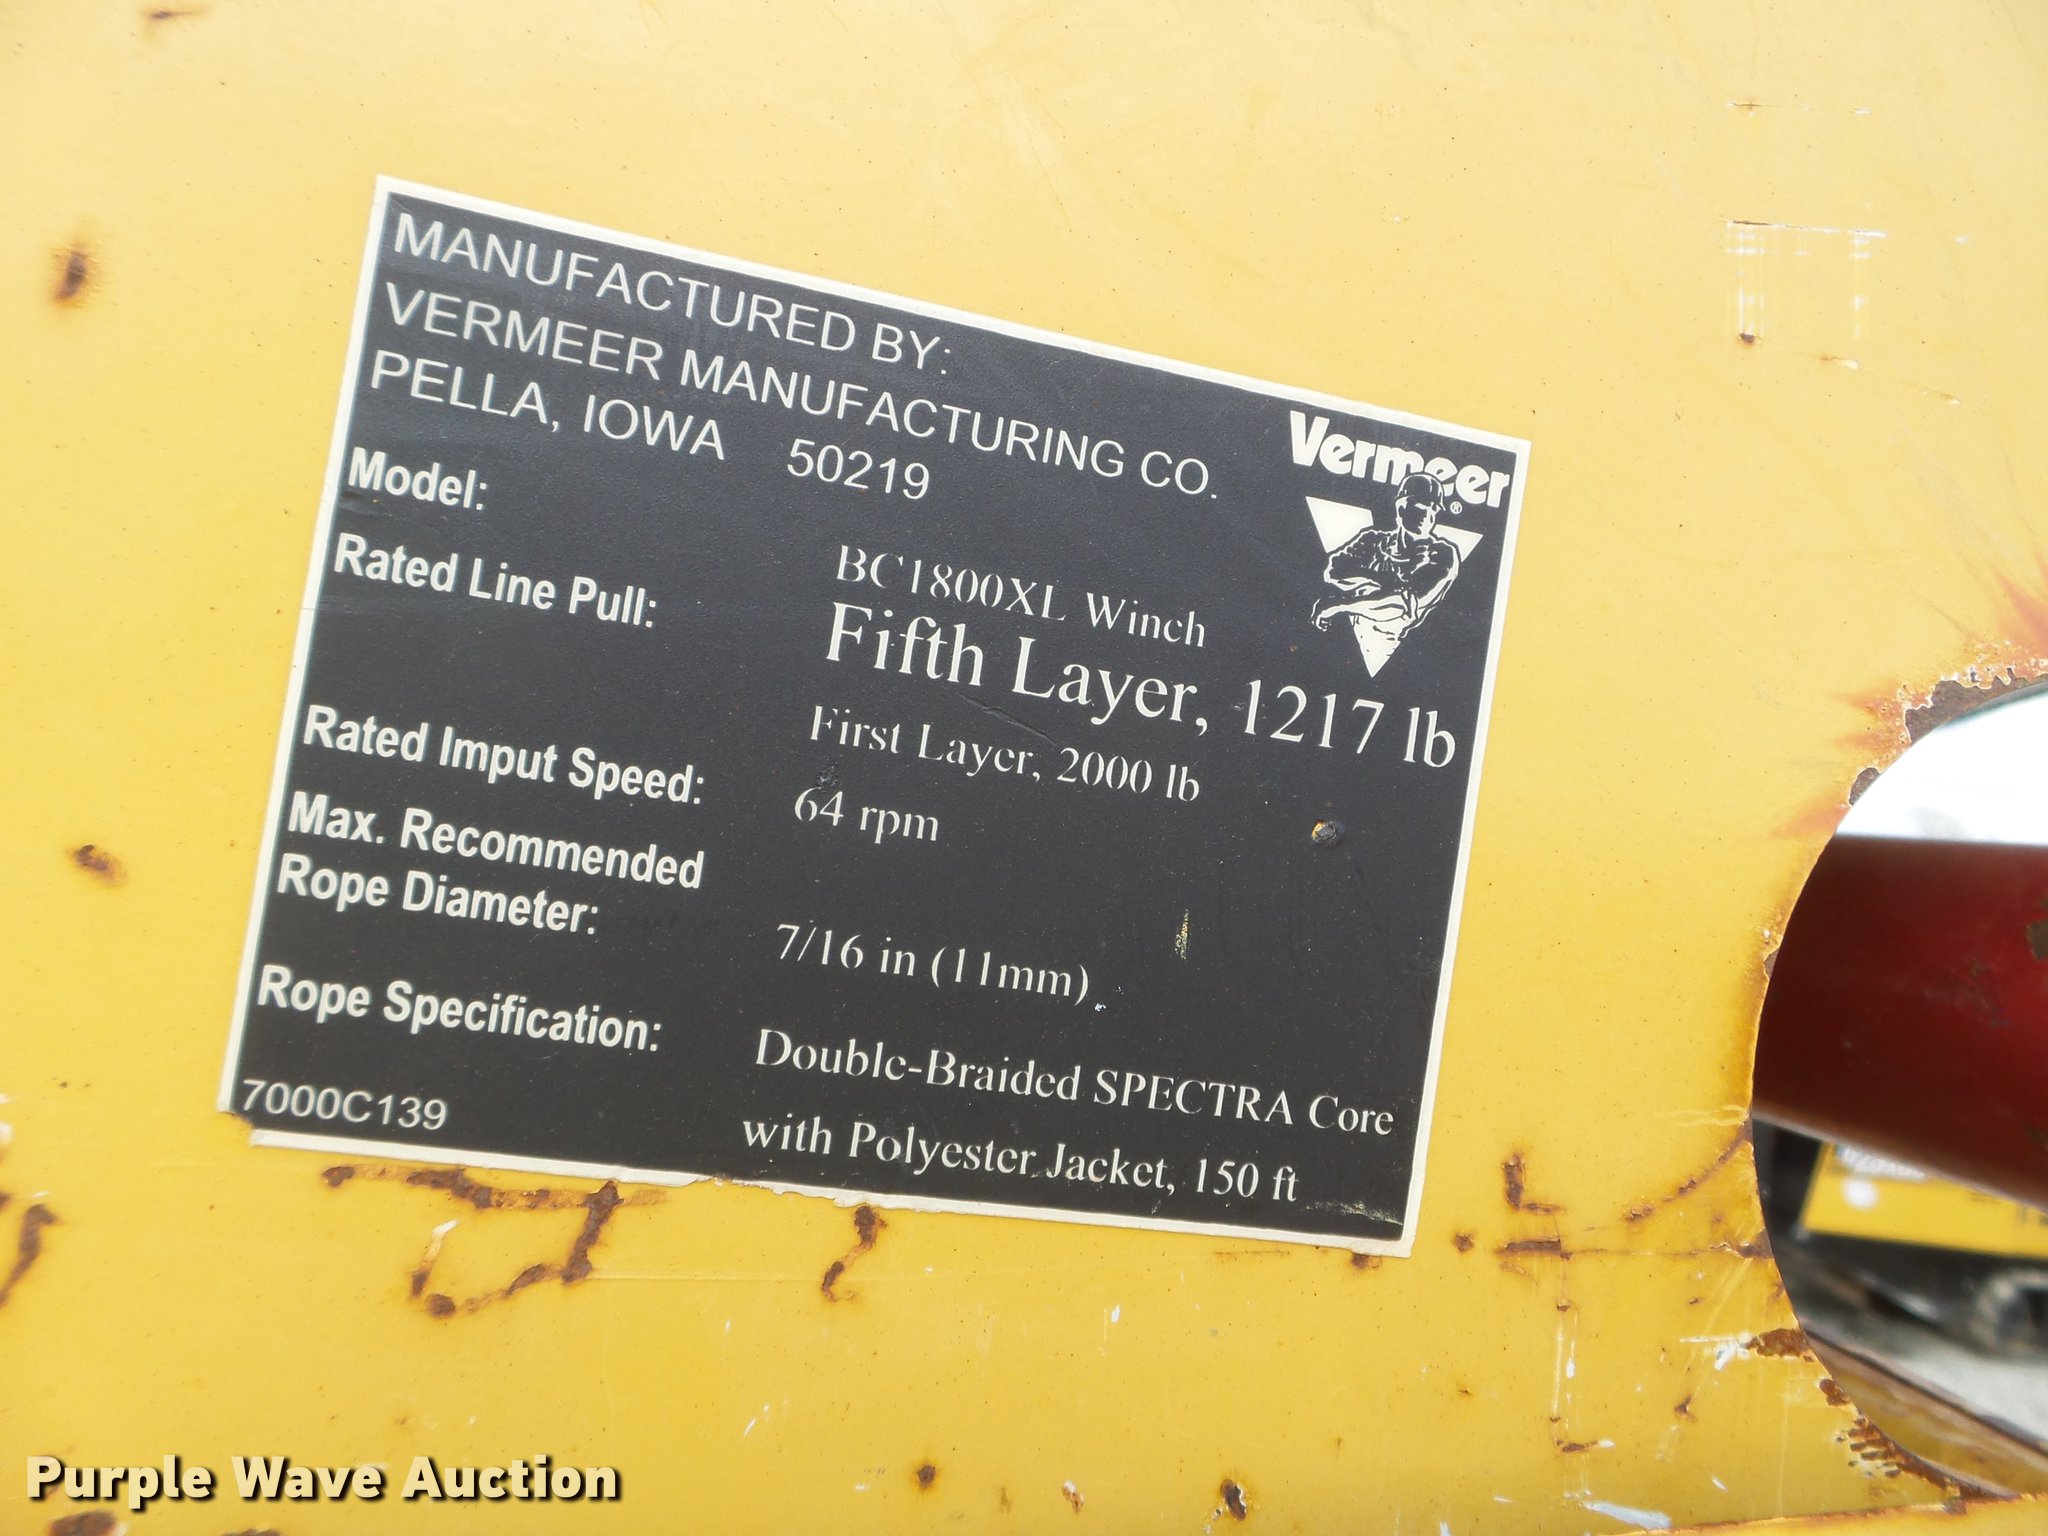 MANUFACTURED BY:
VERMEER MANUFACTURING CO.
PELLA, IOWA 50219
Vermeer
®
Model: BC1800XL Winch
Rated Line Pull: Fifth Layer, 1217 lb
First Layer, 2000 lb
Rated Imput Speed: 64 rpm
Max. Recommended
Rope Diameter: 7/16 in (11mm)
Rope Specification: Double-Braided SPECTRA Core
with Polyester Jacket, 150 ft
7000C139
Purple Wave Auction